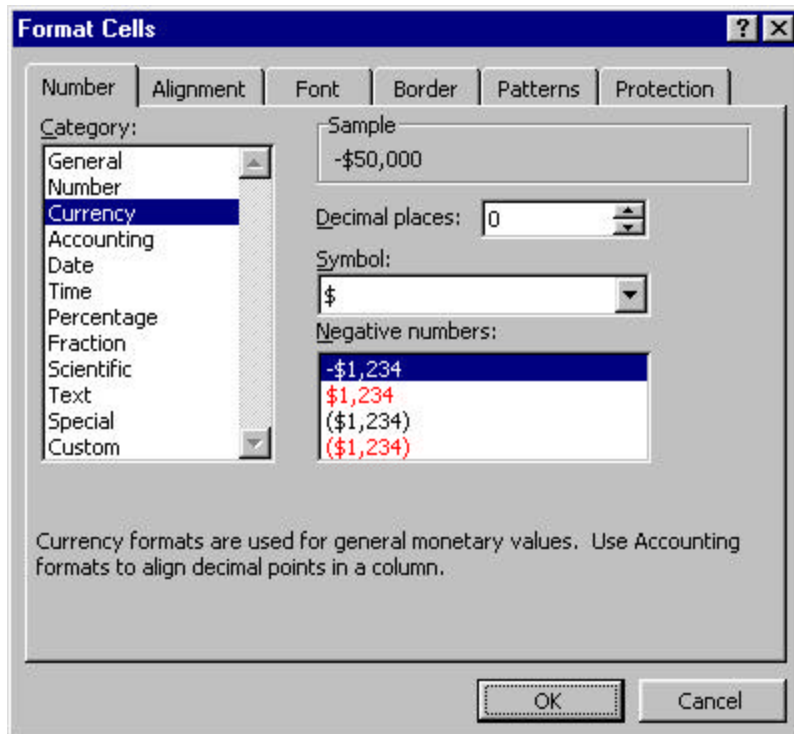 Format Cells
Number Alignment Font Border Patterns Protection
Category:
General
Number
Currency
Accounting
Date
Time
Percentage
Fraction
Scientific
Text
Special
Custom
Sample
-$50,000
Decimal places: 0
Symbol:
$
Negative numbers:
-$1,234
$1,234
($1,234)
($1,234)
Currency formats are used for general monetary values.  Use Accounting
formats to align decimal points in a column.
OK Cancel